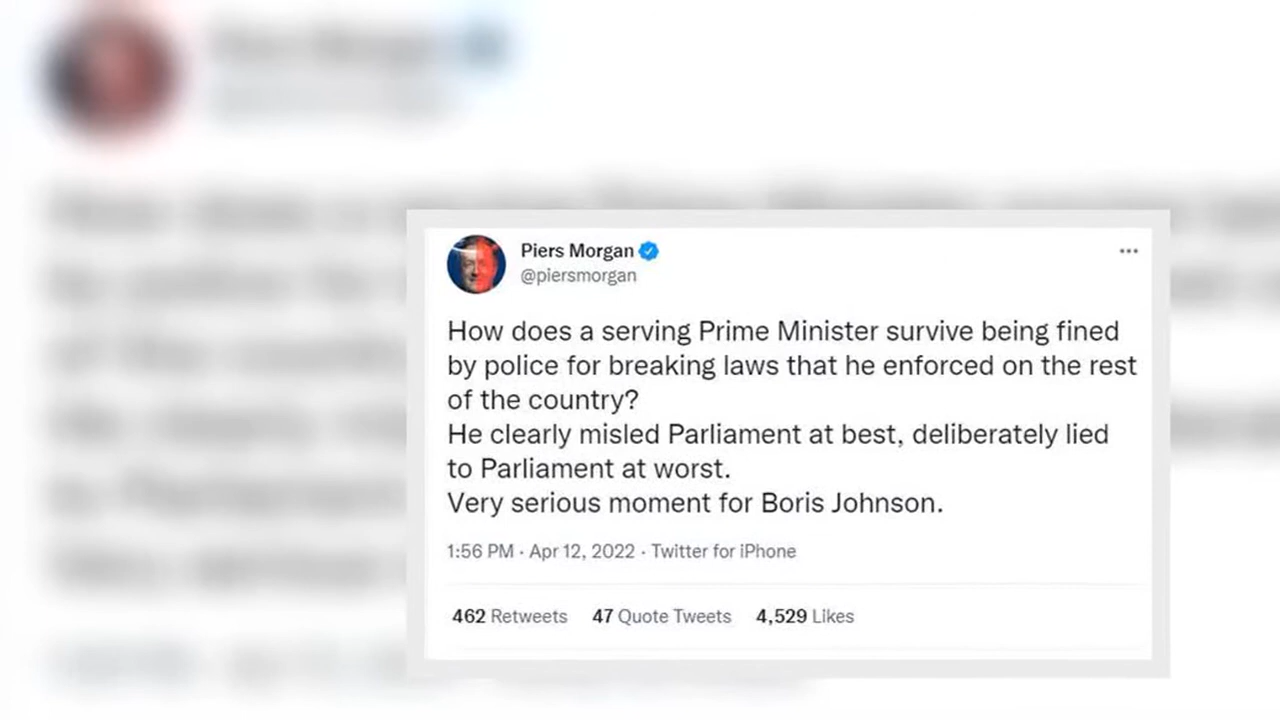 Piers Morgan
@piersmorgan
How does a serving Prime Minister survive being fined
by police for breaking laws that he enforced on the rest
of the country?
He clearly misled Parliament at best, deliberately lied
to Parliament at worst.
Very serious moment for Boris Johnson.
1:56 PM · Apr 12, 2022 · Twitter for iPhone
462 Retweets 47 Quote Tweets 4,529 Likes